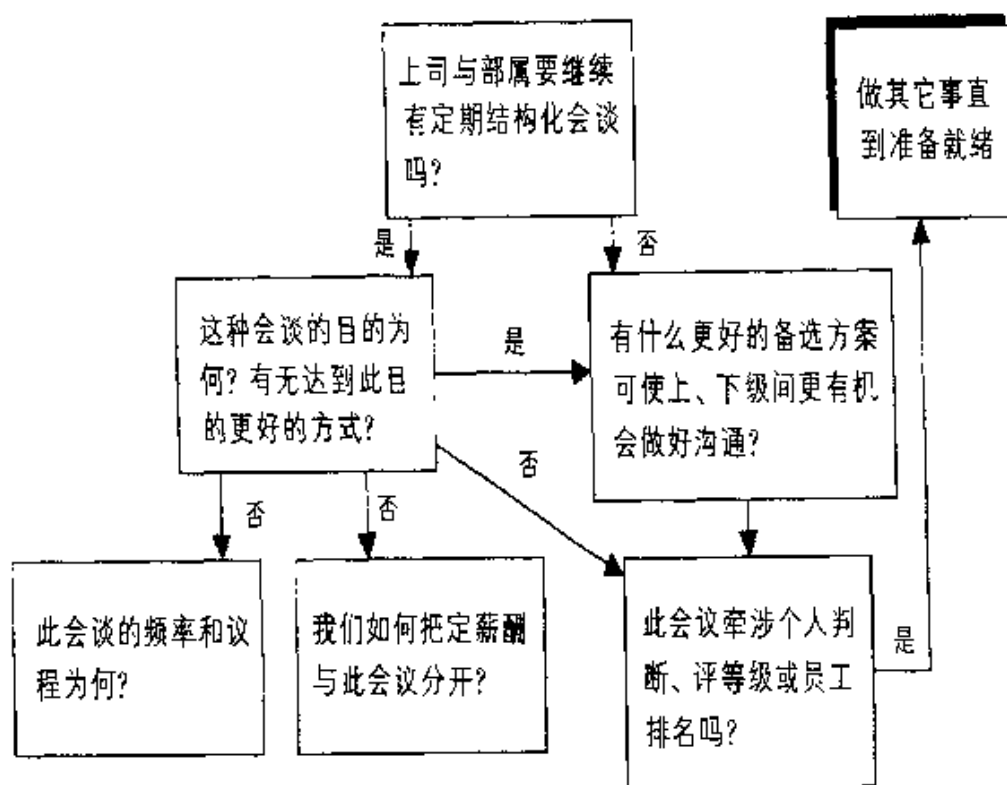 上司与部属要继续
有定期结构化会谈
吗?
做其它事直
到准备就绪
是
否
这种会谈的目的为
何? 有无达到此目
的更好的方式?
是
有什么更好的备选方案
可使上、下级间更有机
会做好沟通?
否
否
否
此会谈的频率和议
程为何?
我们如何把定薪酬
与此会议分开?
此会议牵涉个人判
断、评等级或员工
排名吗?
是